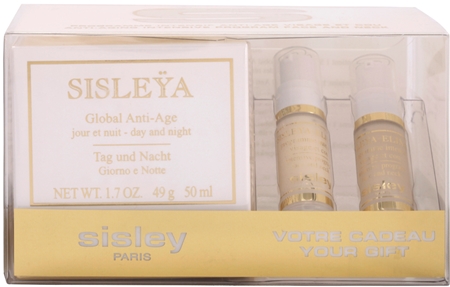 SISLEŸA
Global Anti-Age
jour et nuit - day and night
Tag und Nacht
Giorno e Notte
NET WT. 1.7 OZ. 49 g 50 ml
sisley
PARIS
VOTRE CADEAU
YOUR GIFT